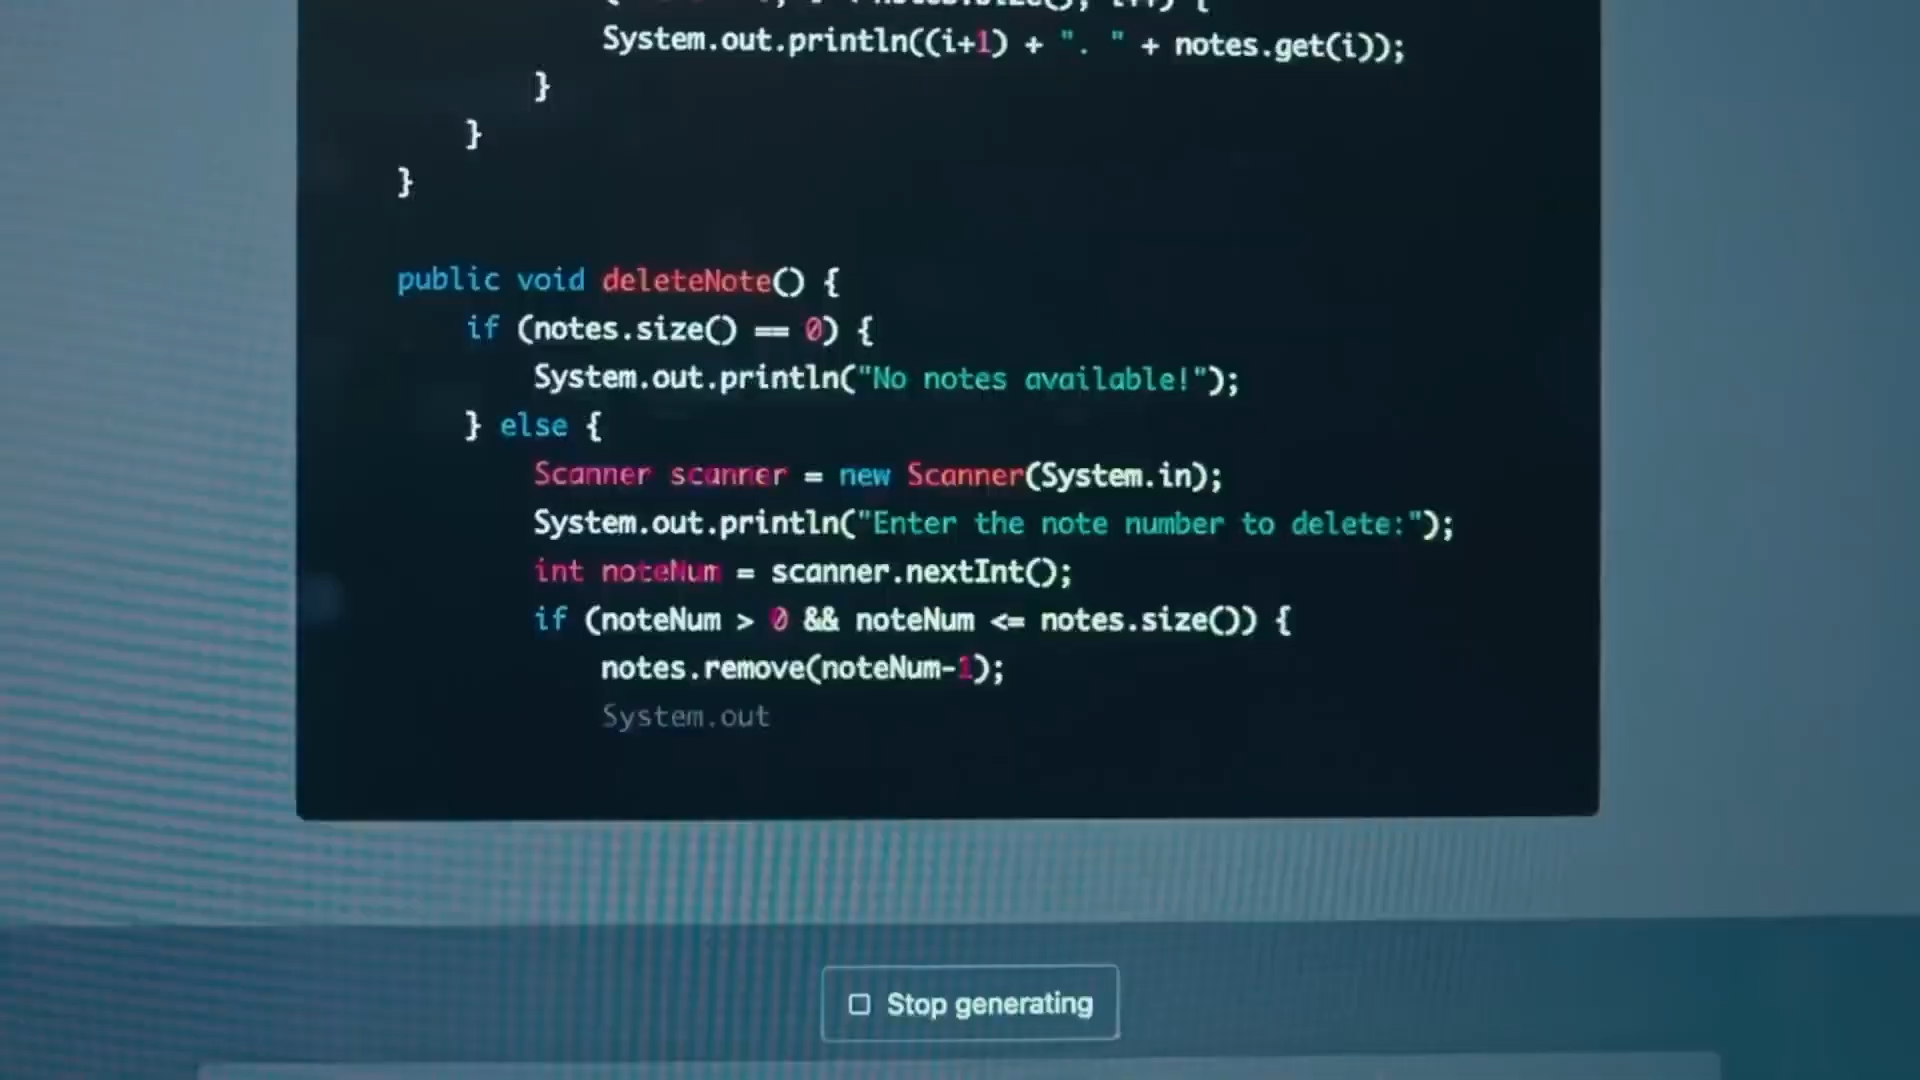 System.out.println((i+1) + ". " + notes.get(i));
}
}
}
public void deleteNote() {
if (notes.size() == 0) {
System.out.println("No notes available!");
} else {
Scanner scanner = new Scanner(System.in);
System.out.println("Enter the note number to delete:");
int noteNum = scanner.nextInt();
if (noteNum > 0 && noteNum <= notes.size()) {
notes.remove(noteNum-1);
System.out
Stop generating